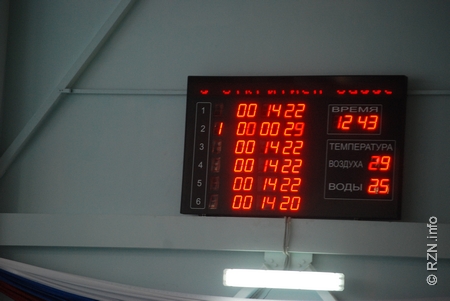 1 00 14 22
ВРЕМЯ
12 43
2 1 00 00 29
3 00 14 22
ТЕМПЕРАТУРА
4 00 14 22
ВОЗДУХА 29
5 00 14 22
ВОДЫ 25
6 00 14 20
© RZN.info